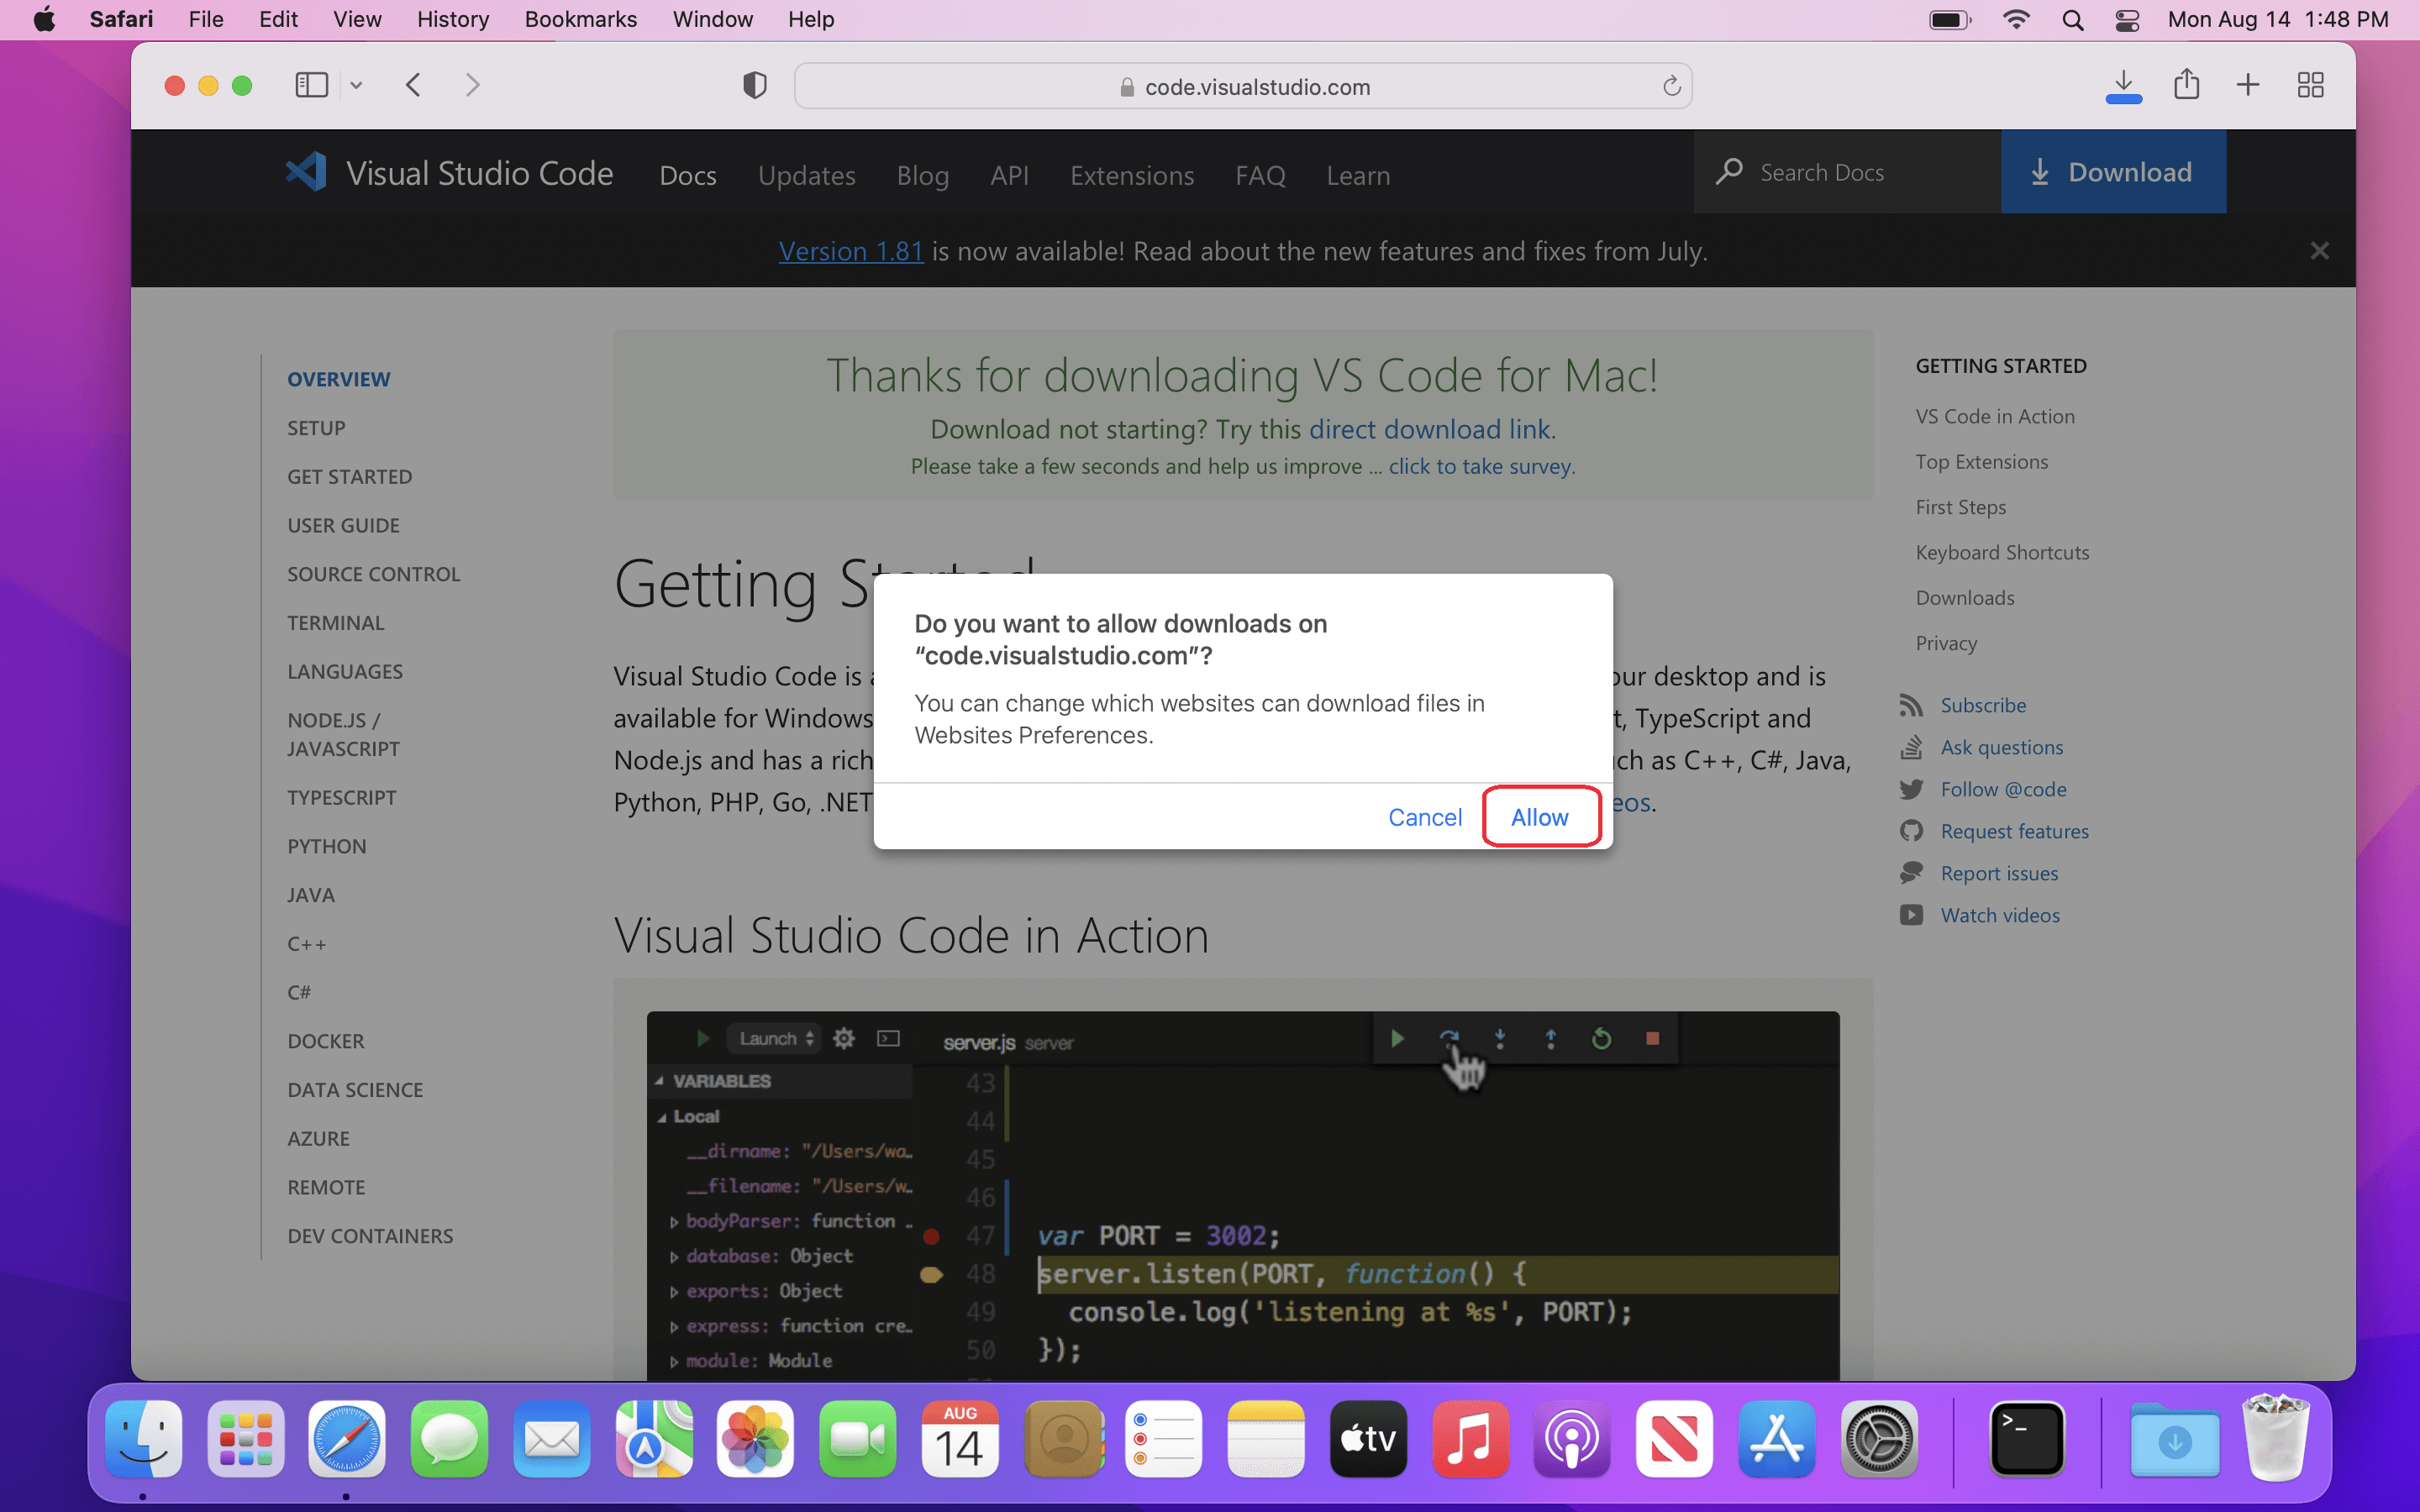 Safari File Edit View History Bookmarks Window Help Mon Aug 14 1:48 PM
code.visualstudio.com
Visual Studio Code Docs Updates Blog API Extensions FAQ Learn Search Docs Download
Version 1.81 is now available! Read about the new features and fixes from July.
OVERVIEW
SETUP
GET STARTED
USER GUIDE
SOURCE CONTROL
TERMINAL
LANGUAGES
NODE.JS /
JAVASCRIPT
TYPESCRIPT
PYTHON
JAVA
C++
C#
DOCKER
DATA SCIENCE
AZURE
REMOTE
DEV CONTAINERS
Thanks for downloading VS Code for Mac!
Download not starting? Try this direct download link.
Please take a few seconds and help us improve ... click to take survey.
Getting
Visual Studio Code is our desktop and is
available for Windows t, TypeScript and
Node.js and has a rich ch as C++, C#, Java,
Python, PHP, Go, .NET eos.
Do you want to allow downloads on
“code.visualstudio.com”?
You can change which websites can download files in
Websites Preferences.
Cancel Allow
Visual Studio Code in Action
Launch server.js server
VARIABLES
Local
__dirname: "/Users/wa…
__filename: "/Users/w…
bodyParser: function …
database: Object
exports: Object
express: function cre…
module: Module
43
44
45
46
47 var PORT = 3002;
48 server.listen(PORT, function() {
49 console.log('listening at %s', PORT);
50 });
GETTING STARTED
VS Code in Action
Top Extensions
First Steps
Keyboard Shortcuts
Downloads
Privacy
Subscribe
Ask questions
Follow @code
Request features
Report issues
Watch videos
AUG
14
tv
>_